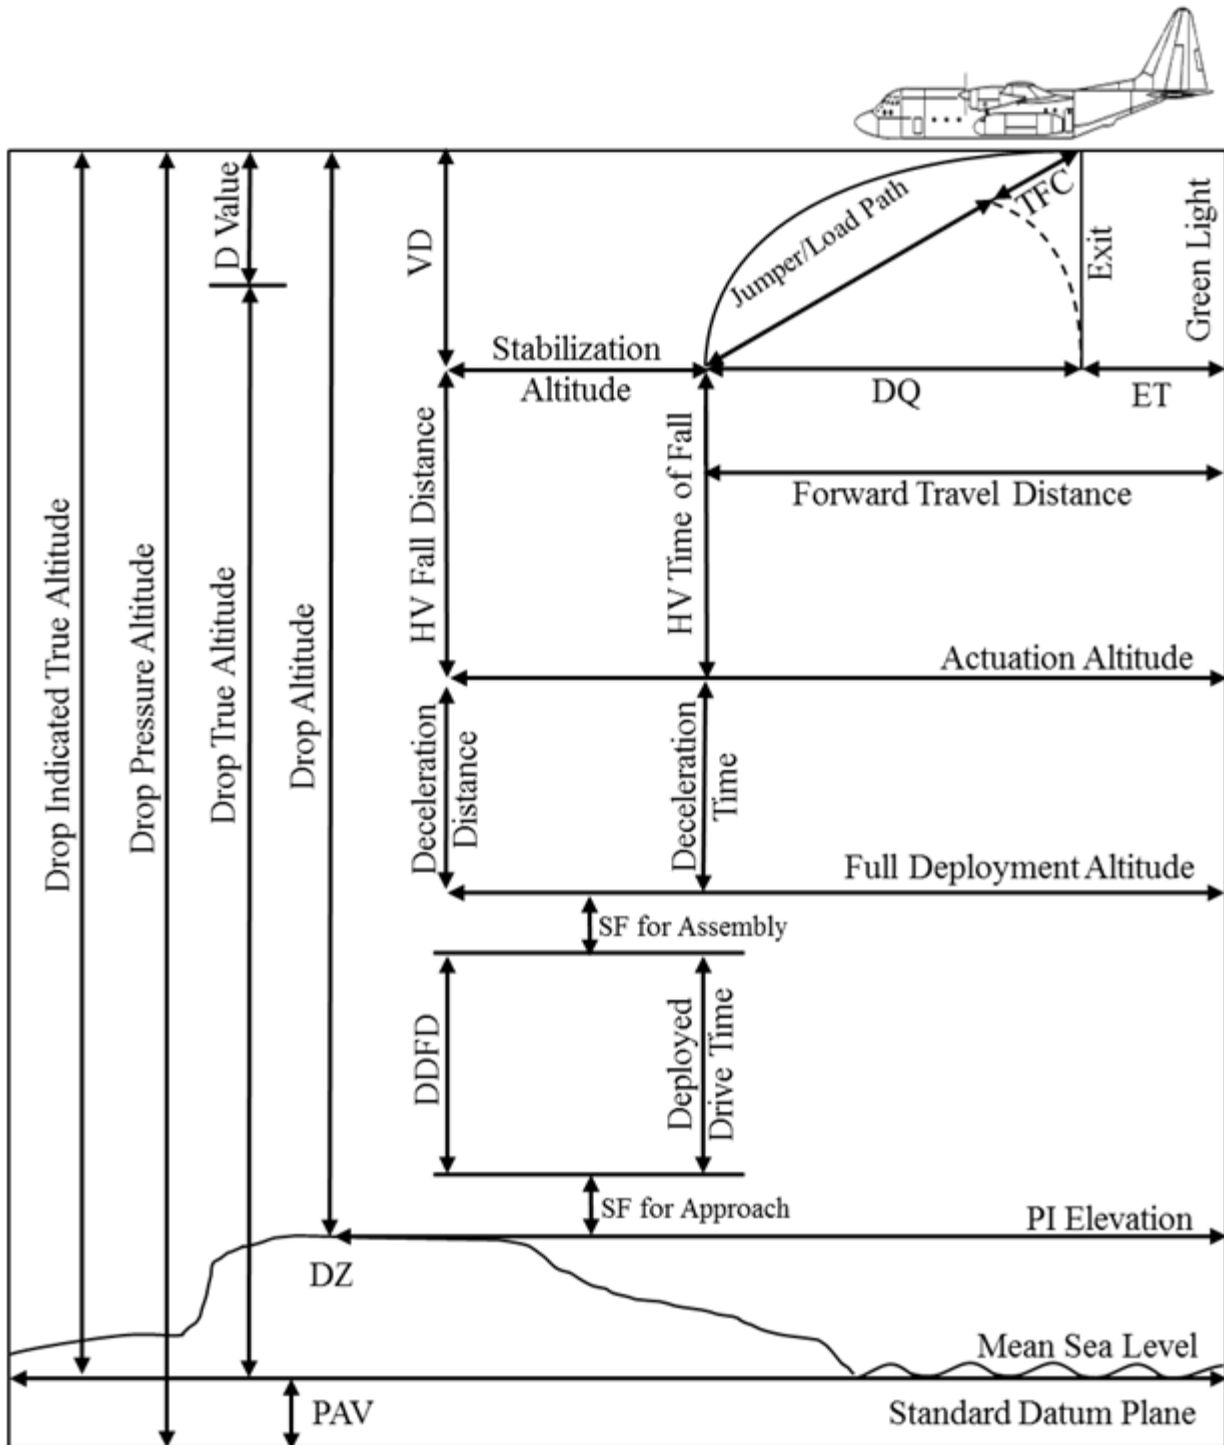 D Value
VD
Jumper/Load Path
TFC
Exit
Green Light
Stabilization
Altitude
DQ
ET
HV Fall Distance
HV Time of Fall
Forward Travel Distance
Drop Indicated True Altitude
Drop Pressure Altitude
Drop True Altitude
Drop Altitude
Actuation Altitude
Deceleration
Distance
Deceleration
Time
Full Deployment Altitude
SF for Assembly
DDFD
Deployed
Drive Time
SF for Approach
PI Elevation
DZ
Mean Sea Level
PAV
Standard Datum Plane